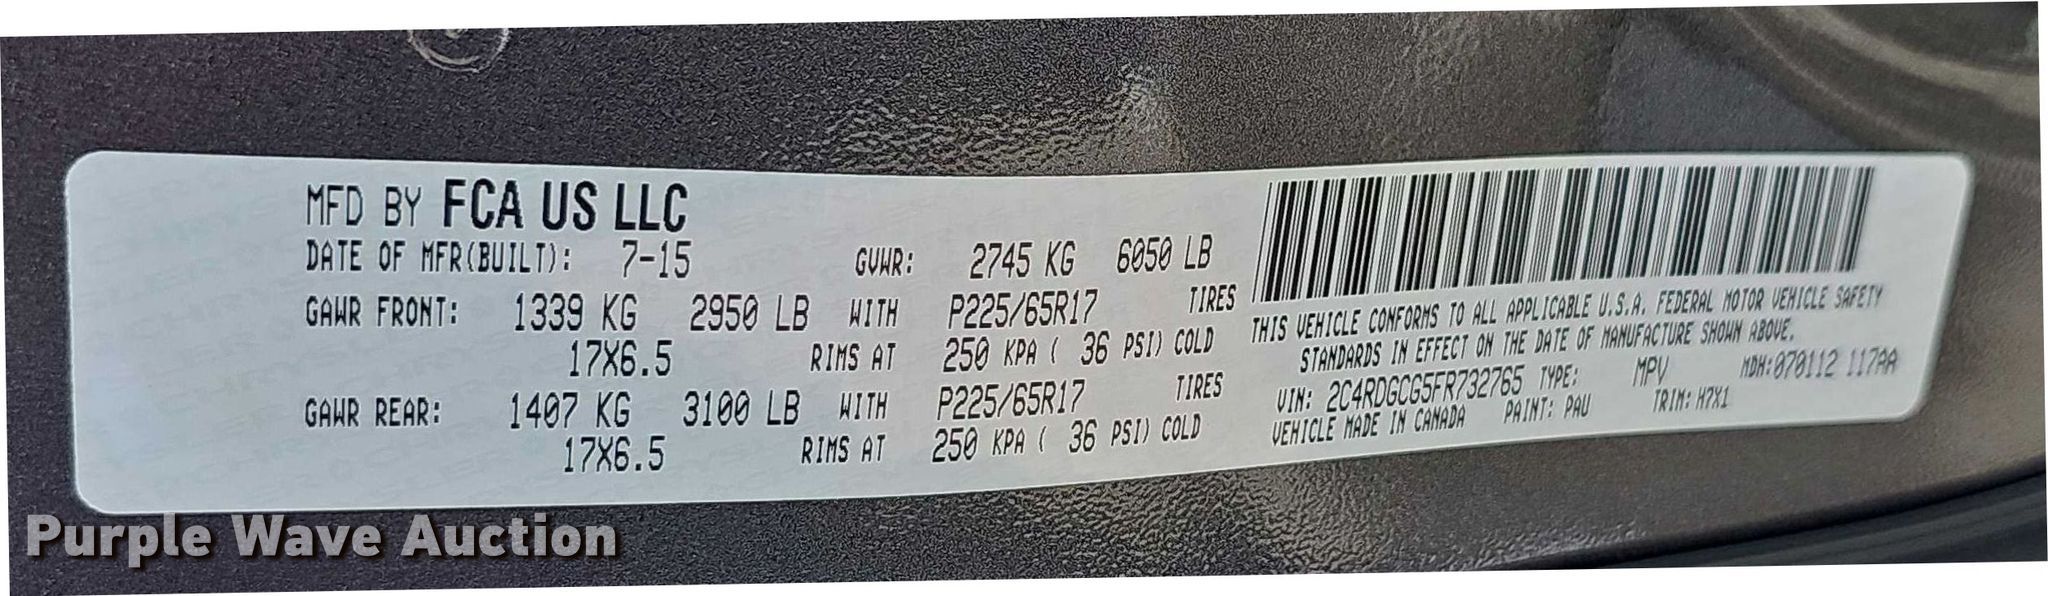 MFD BY FCA US LLC
DATE OF MFR(BUILT): 7-15 GVWR: 2745 KG 6050 LB
GAWR FRONT: 1339 KG 2950 LB WITH P225/65R17 TIRES
17X6.5 RIMS AT 250 KPA ( 36 PSI) COLD
GAWR REAR: 1407 KG 3100 LB WITH P225/65R17 TIRES
17X6.5 RIMS AT 250 KPA ( 36 PSI) COLD
THIS VEHICLE CONFORMS TO ALL APPLICABLE U.S.A. FEDERAL MOTOR VEHICLE SAFETY
STANDARDS IN EFFECT ON THE DATE OF MANUFACTURE SHOWN ABOVE.
VIN: 2C4RDGCG5FR732765 TYPE: MPV MDH:070112 117AA
VEHICLE MADE IN CANADA PAINT: PAU TRIM: H7X1
Purple Wave Auction